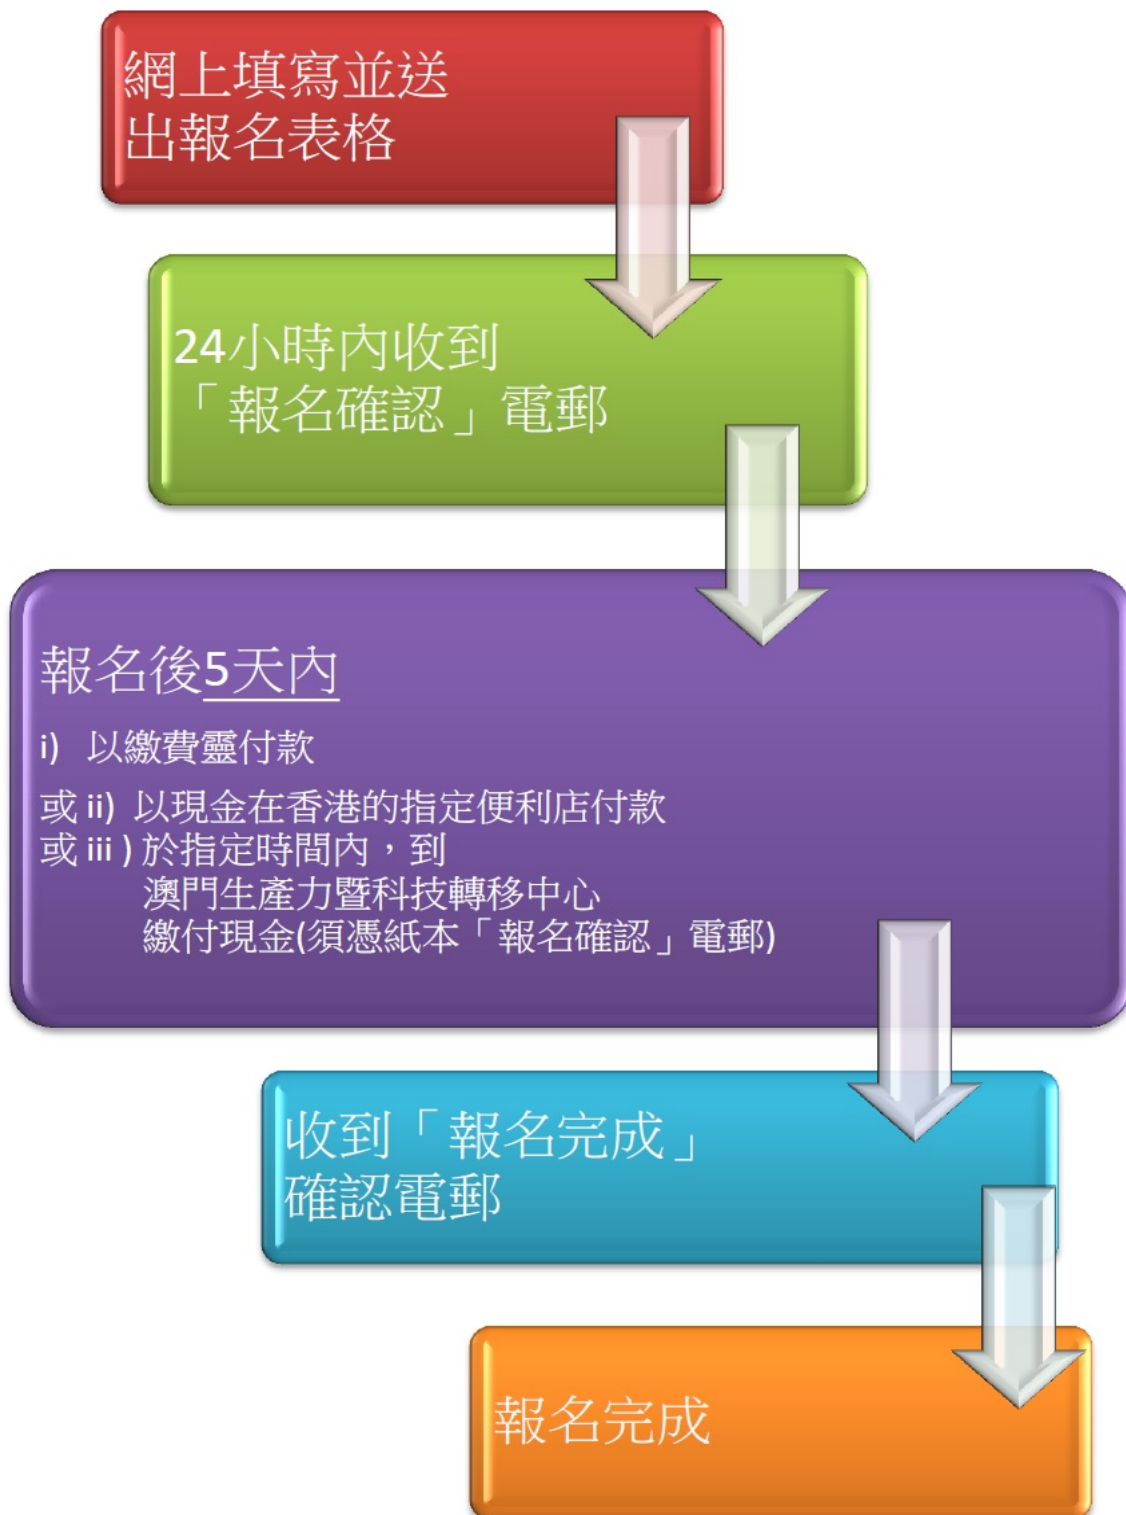 網上填寫並送
出報名表格
24小時內收到
「報名確認」電郵
報名後5天內
i) 以繳費靈付款
或 ii) 以現金在香港的指定便利店付款
或 iii ) 於指定時間內，到
澳門生產力暨科技轉移中心
繳付現金(須憑紙本「報名確認」電郵)
收到「報名完成」
確認電郵
報名完成